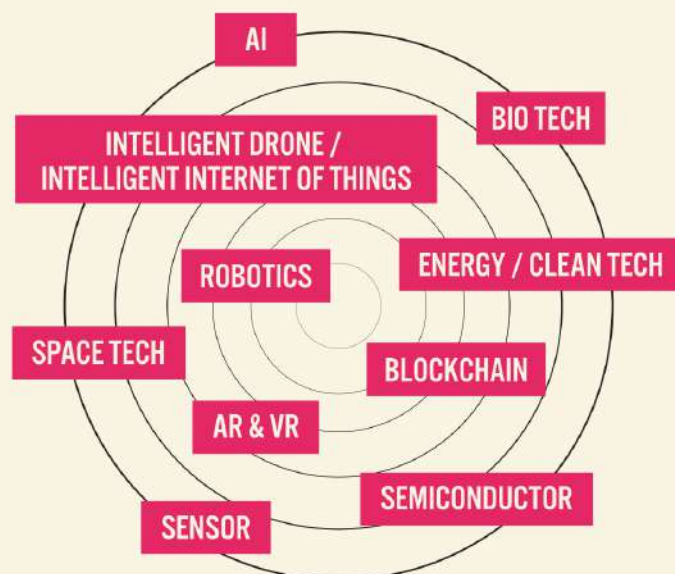 AI
BIO TECH
INTELLIGENT DRONE /
INTELLIGENT INTERNET OF THINGS
ROBOTICS
ENERGY / CLEAN TECH
SPACE TECH
BLOCKCHAIN
AR & VR
SEMICONDUCTOR
SENSOR